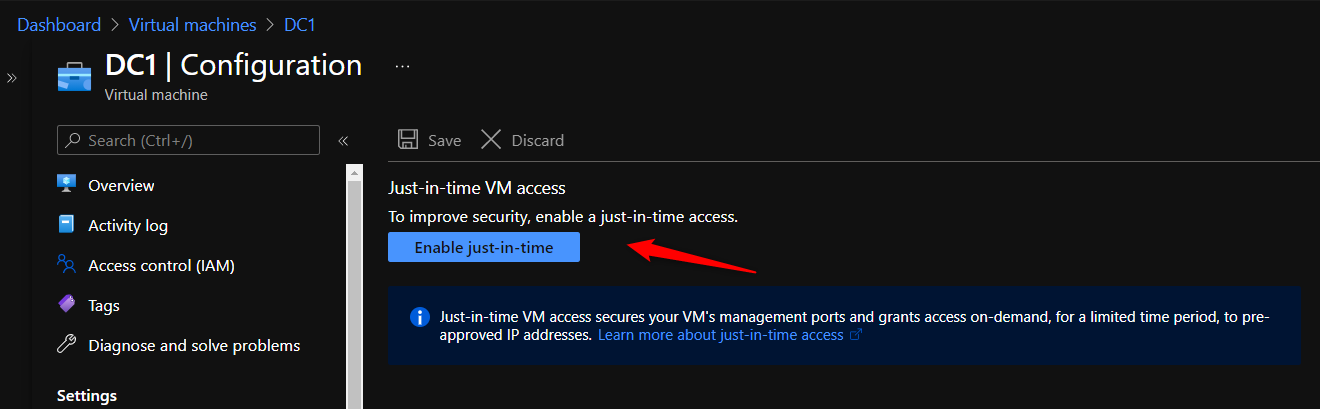 Dashboard > Virtual machines > DC1
DC1 | Configuration ...
Virtual machine
Search (Ctrl+/)
Overview
Activity log
Access control (IAM)
Tags
Diagnose and solve problems
Settings
Save Discard
Just-in-time VM access
To improve security, enable a just-in-time access.
Enable just-in-time
Just-in-time VM access secures your VM's management ports and grants access on-demand, for a limited time period, to pre-
approved IP addresses. Learn more about just-in-time access